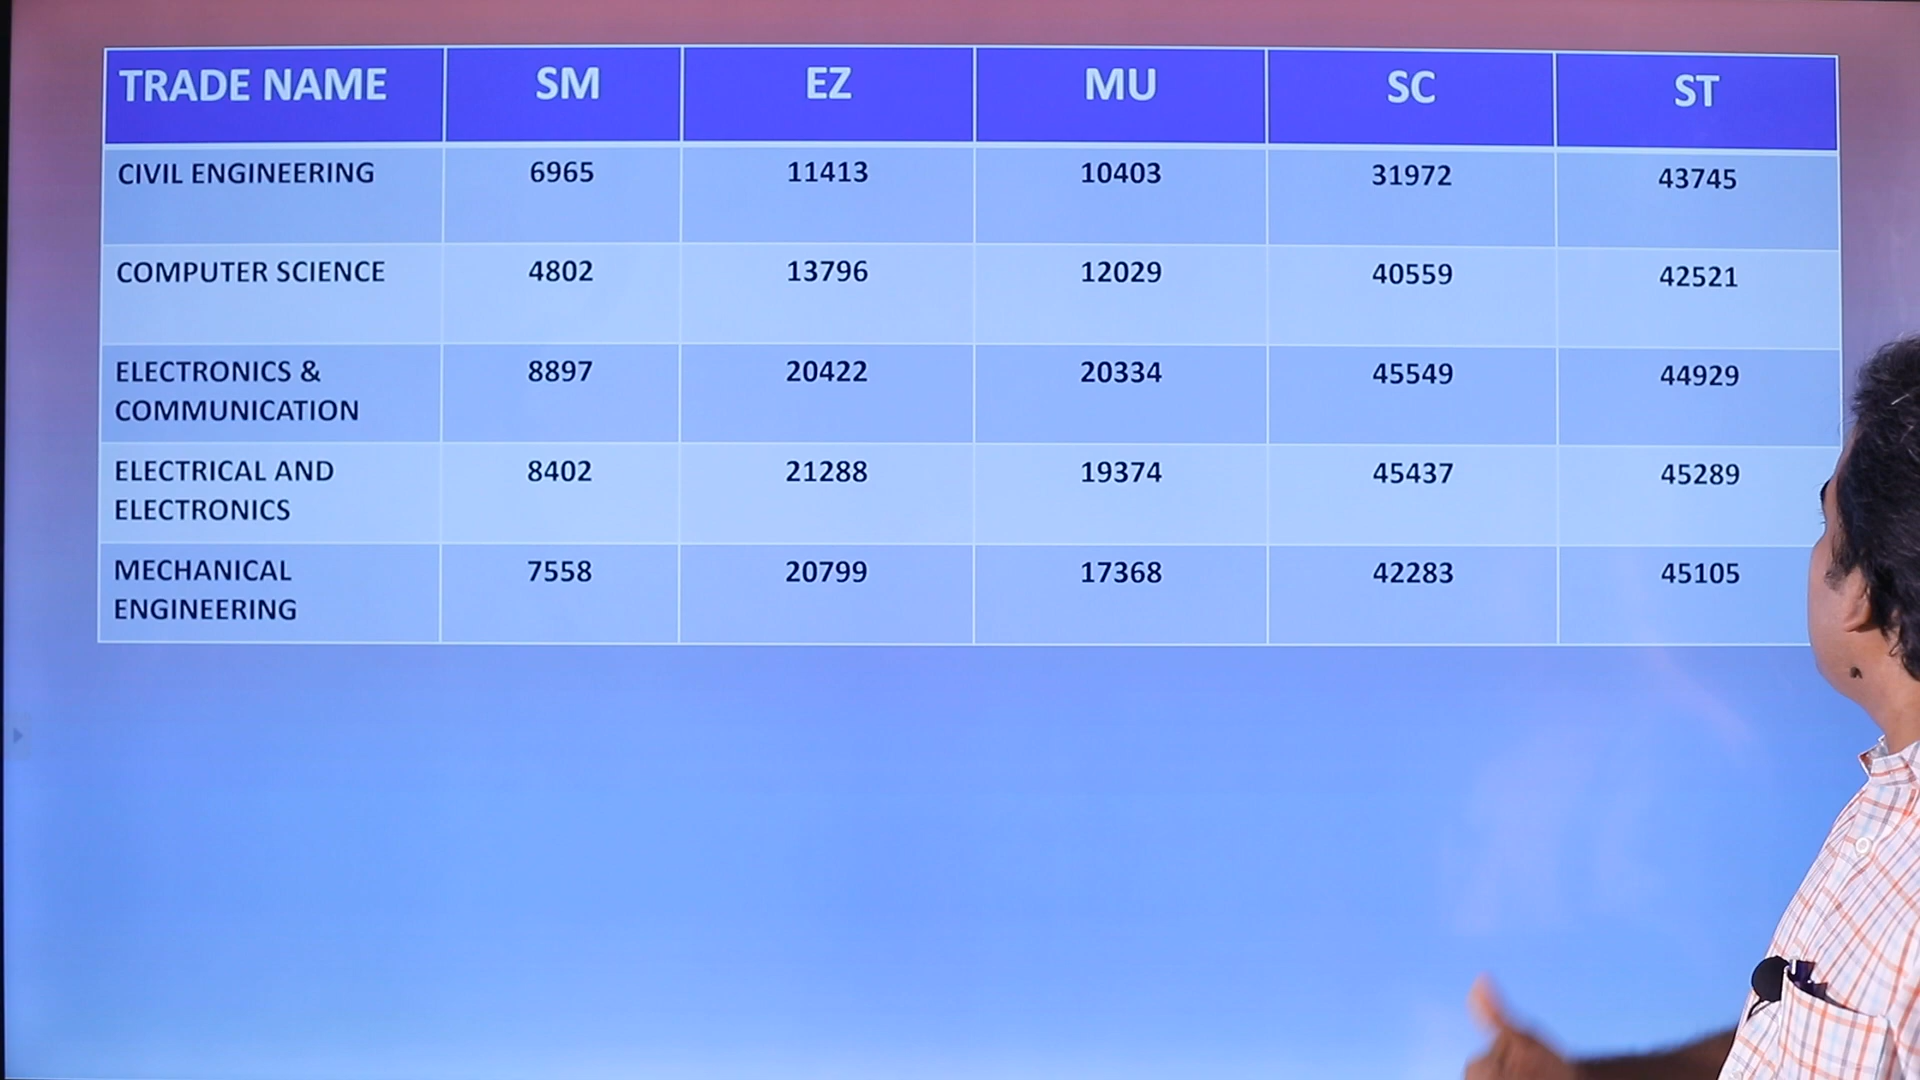 TRADE NAME SM EZ MU SC ST
CIVIL ENGINEERING 6965 11413 10403 31972 43745
COMPUTER SCIENCE 4802 13796 12029 40559 42521
ELECTRONICS & 8897 20422 20334 45549 44929
COMMUNICATION
ELECTRICAL AND 8402 21288 19374 45437 45289
ELECTRONICS
MECHANICAL 7558 20799 17368 42283 45105
ENGINEERING